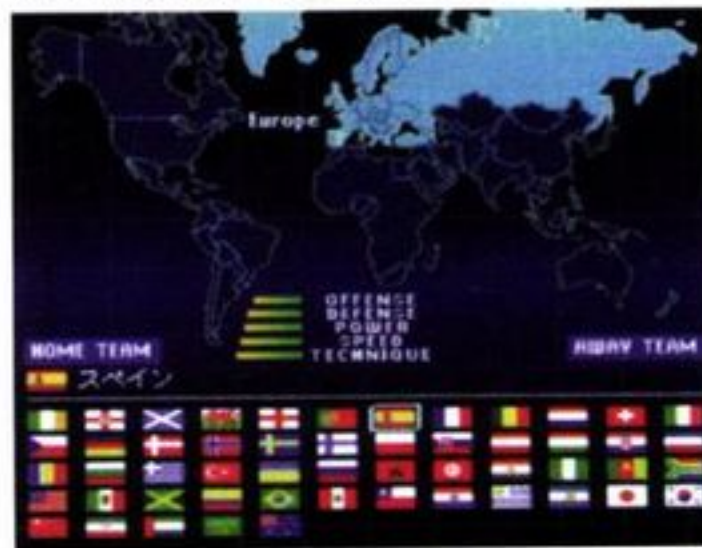 Europe
OFFENSE
DEFENSE
POWER
SPEED
TECHNIQUE
HOME TEAM
AWAY TEAM
スペイン